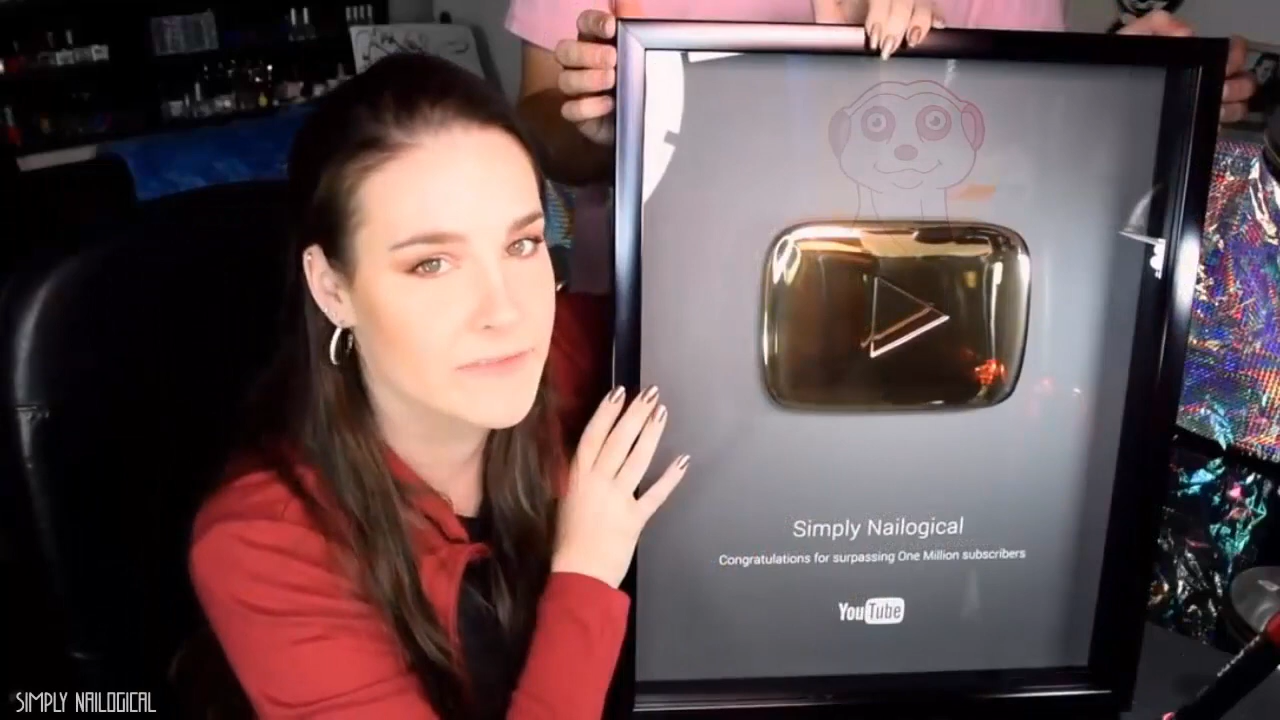 Simply Nailogical
Congratulations for surpassing One Million subscribers
YouTube
SIMPLY NAILOGICAL